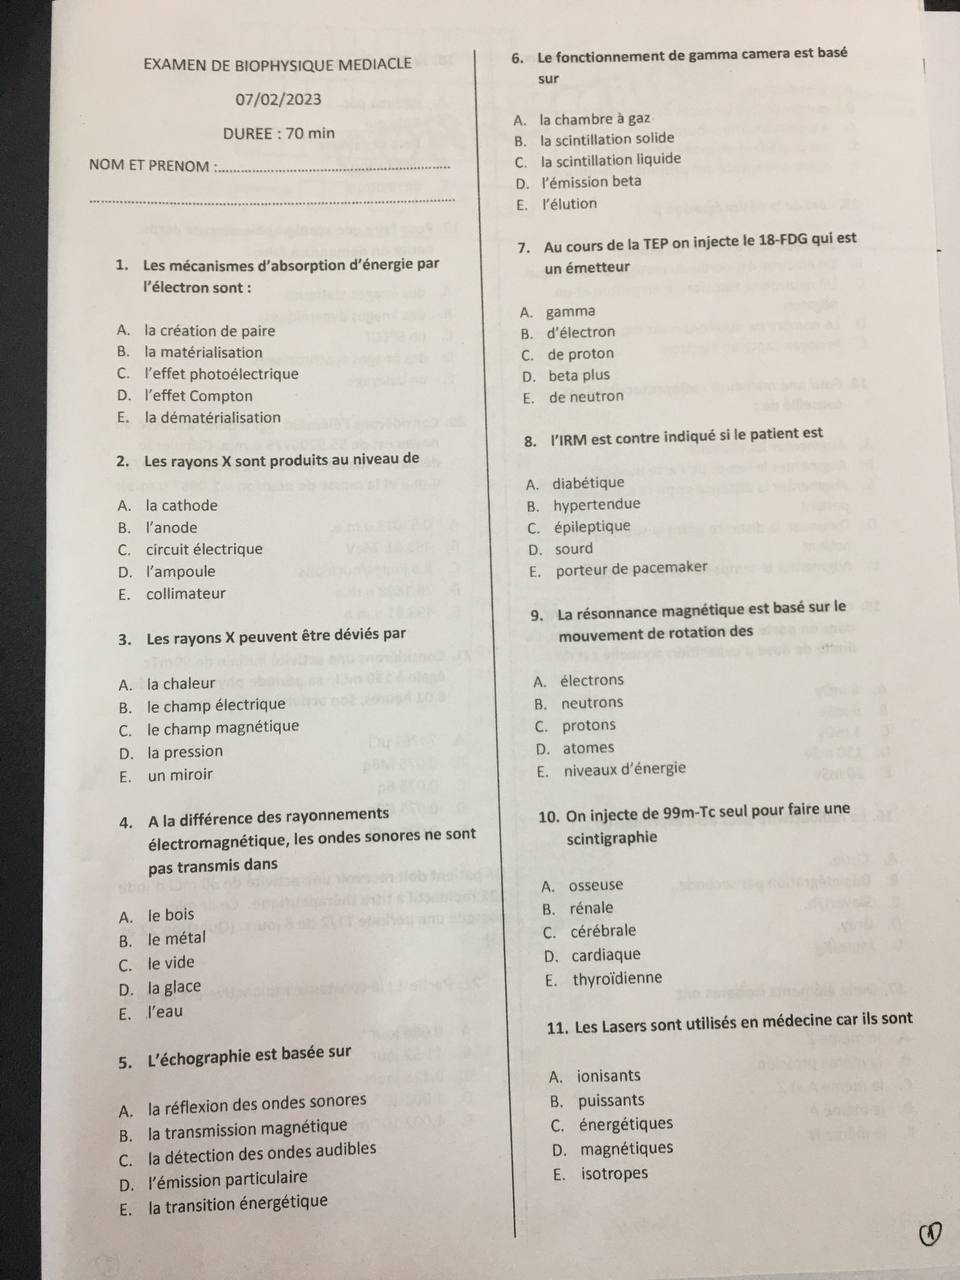 EXAMEN DE BIOPHYSIQUE MEDIACLE
07/02/2023
DUREE : 70 min
NOM ET PRENOM :
1. Les mécanismes d'absorption d'énergie par
l'électron sont :
A. la création de paire
B. la matérialisation
C. l'effet photoélectrique
D. l'effet Compton
E. la dématérialisation
2. Les rayons X sont produits au niveau de
A. la cathode
B. l'anode
C. circuit électrique
D. l'ampoule
E. collimateur
3. Les rayons X peuvent être déviés par
A. la chaleur
B. le champ électrique
C. le champ magnétique
D. la pression
E. un miroir
4. A la différence des rayonnements
électromagnétique, les ondes sonores ne sont
pas transmis dans
A. le bois
B. le métal
C. le vide
D. la glace
E. l'eau
5. L'échographie est basée sur
A. la réflexion des ondes sonores
B. la transmission magnétique
C. la détection des ondes audibles
D. l'émission particulaire
E. la transition énergétique
6. Le fonctionnement de gamma camera est basé
sur
A. la chambre à gaz
B. la scintillation solide
C. la scintillation liquide
D. l'émission beta
E. l'élution
7. Au cours de la TEP on injecte le 18-FDG qui est
un émetteur
A. gamma
B. d'électron
C. de proton
D. beta plus
E. de neutron
8. l'IRM est contre indiqué si le patient est
A. diabétique
B. hypertendue
C. épileptique
D. sourd
E. porteur de pacemaker
9. La résonnance magnétique est basé sur le
mouvement de rotation des
A. électrons
B. neutrons
C. protons
D. atomes
E. niveaux d'énergie
10. On injecte de 99m-Tc seul pour faire une
scintigraphie
A. osseuse
B. rénale
C. cérébrale
D. cardiaque
E. thyroïdienne
11. Les Lasers sont utilisés en médecine car ils sont
A. ionisants
B. puissants
C. énergétiques
D. magnétiques
E. isotropes
1